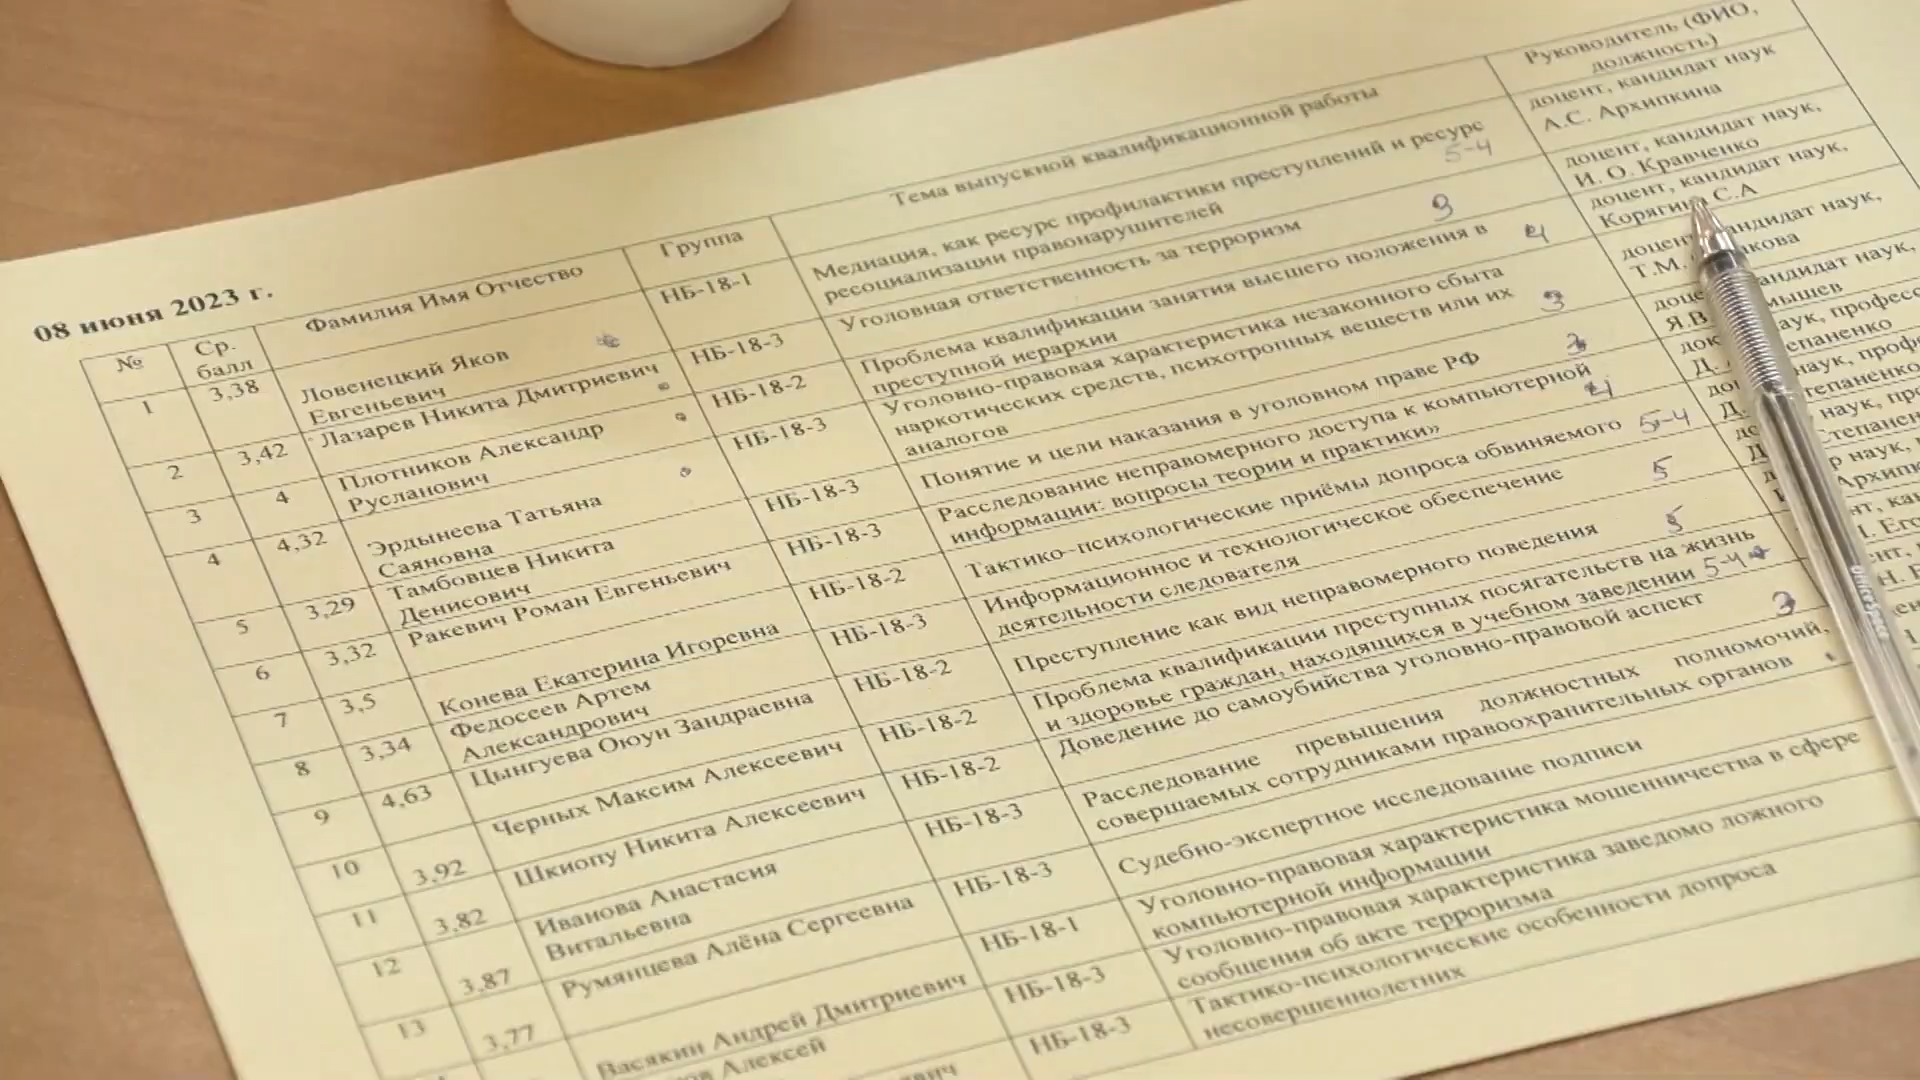 08 июня 2023 г.
№ Ср. балл Фамилия Имя Отчество Группа Тема выпускной квалификационной работы Руководитель (ФИО, должность)
1 3,38 Ловенецкий Яков Евгеньевич НБ-18-1 Медиация, как ресурс профилактики преступлений и ресурс ресоциализации правонарушителей 5-4 доцент, кандидат наук А.С. Архипкина
2 3,42 Лазарев Никита Дмитриевич НБ-18-3 Уголовная ответственность за терроризм 3 доцент, кандидат наук, И. О. Кравченко
3 4 Плотников Александр Русланович НБ-18-2 Проблема квалификации занятия высшего положения в преступной иерархии 4 доцент, кандидат наук, С.А
4 4,32 Эрдынеева Татьяна Саяновна НБ-18-3 Уголовно-правовая характеристика незаконного сбыта наркотических средств, психотропных веществ или их аналогов 3 кандидат наук, Т.М.
5 3,29 Тамбовцев Никита Денисович НБ-18-3 Понятие и цели наказания в уголовном праве РФ 3 кандидат наук, Я.В
6 3,32 Ракевич Роман Евгеньевич НБ-18-3 Расследование неправомерного доступа к компьютерной информации: вопросы теории и практики» 4 наук,
7 3,5 Конева Екатерина Игоревна НБ-18-2 Тактико-психологические приёмы допроса обвиняемого 5-4 наук,
8 3,34 Федосеев Артем Александрович НБ-18-3 Информационное и технологическое обеспечение деятельности следователя 5 наук,
9 4,63 Цынгуева Оюун Зандраевна НБ-18-2 Преступление как вид неправомерного поведения 5 наук,
10 3,92 Черных Максим Алексеевич НБ-18-2 Проблема квалификации преступных посягательств на жизнь и здоровье граждан, находящихся в учебном заведении 5-4
11 3,82 Шкиопу Никита Алексеевич НБ-18-2 Доведение до самоубийства уголовно-правовой аспект 3
12 3,87 Иванова Анастасия Витальевна НБ-18-3 Расследование превышения должностных полномочий, совершаемых сотрудниками правоохранительных органов
13 3,77 Румянцева Алёна Сергеевна НБ-18-3 Судебно-экспертное исследование подписи
Васякин Андрей Дмитриевич НБ-18-1 Уголовно-правовая характеристика мошенничества в сфере компьютерной информации
Алексей НБ-18-3 Уголовно-правовая характеристика заведомо ложного сообщения об акте терроризма
НБ-18-3 Тактико-психологические особенности допроса несовершеннолетних